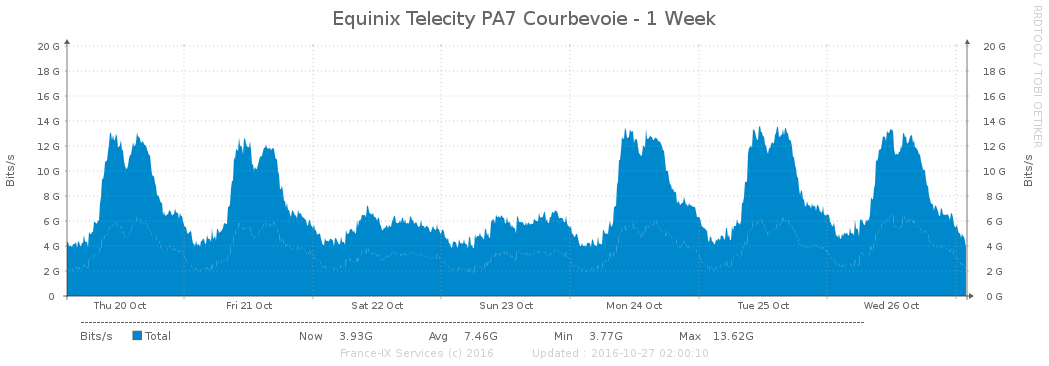 Equinix Telecity PA7 Courbevoie - 1 Week
RRDTOOL / TOBI OETIKER
Bits/s
20 G
18 G
16 G
14 G
12 G
10 G
8 G
6 G
4 G
2 G
0
20 G
18 G
16 G
14 G
12 G
10 G
8 G
6 G
4 G
2 G
0 G
Bits/s
Thu 20 Oct Fri 21 Oct Sat 22 Oct Sun 23 Oct Mon 24 Oct Tue 25 Oct Wed 26 Oct
Bits/s Total Now 3.93G Avg 7.46G Min 3.77G Max 13.62G
France-IX Services (c) 2016 Updated : 2016-10-27 02:00:10